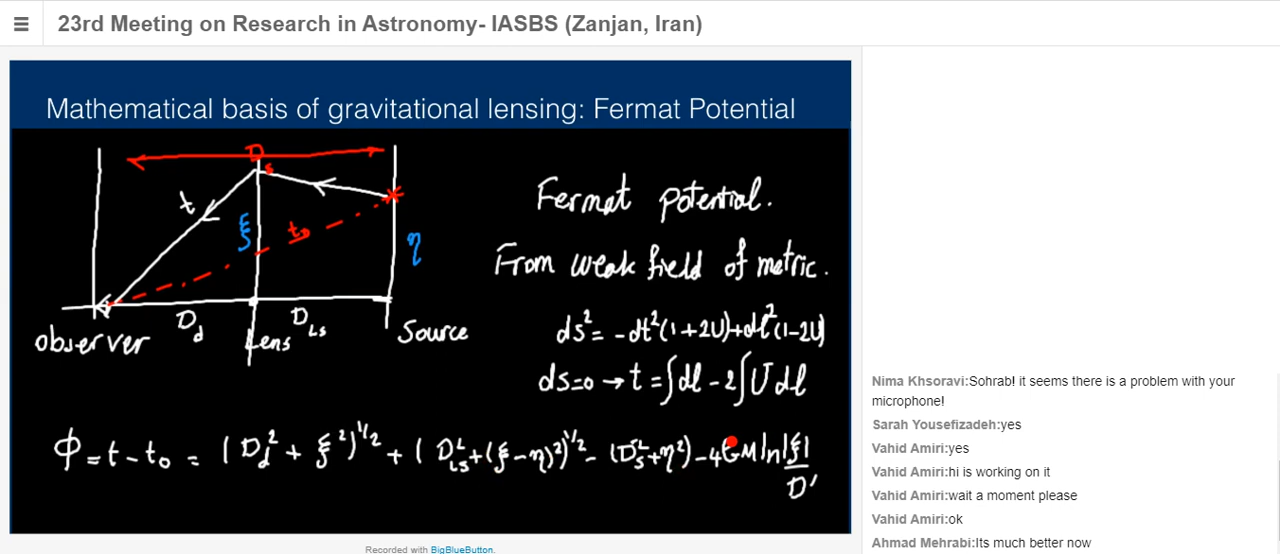 23rd Meeting on Research in Astronomy- IASBS (Zanjan, Iran)
Mathematical basis of gravitational lensing: Fermat Potential
D_s
t
ξ
t_0
η
D_d
D_Ls
observer
Lens
Source
Fermat potential.
From weak field of metric.
ds² = -dt²(1+2U)+dl²(1-2U)
ds=0 → t = ∫dl - 2∫U dl
Φ = t - t_0 = (D_d² + ξ²)^1/2 + (D_Ls² + (ξ-η)²)^1/2 - (D_s²+η²) - 4GM ln|ξ|/D'
Nima Khsoravi:Sohrab! it seems there is a problem with your
microphone!
Sarah Yousefizadeh:yes
Vahid Amiri:yes
Vahid Amiri:hi is working on it
Vahid Amiri:wait a moment please
Vahid Amiri:ok
Ahmad Mehrabi:Its much better now
Recorded with BigBlueButton.